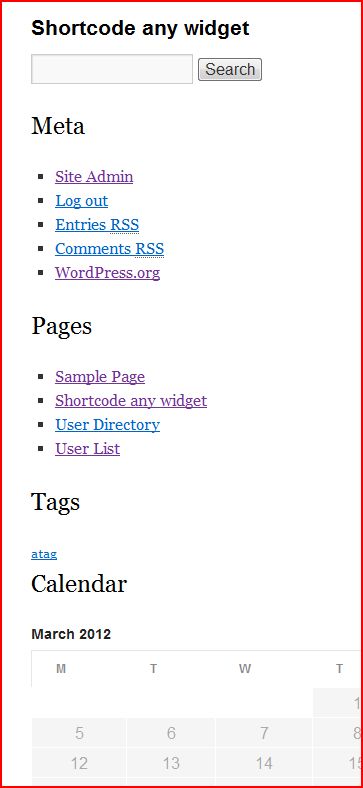 Shortcode any widget
Search
Meta
Site Admin
Log out
Entries RSS
Comments RSS
WordPress.org
Pages
Sample Page
Shortcode any widget
User Directory
User List
Tags
atag
Calendar
March 2012
M T W T
1
5 6 7 8
12 13 14 15